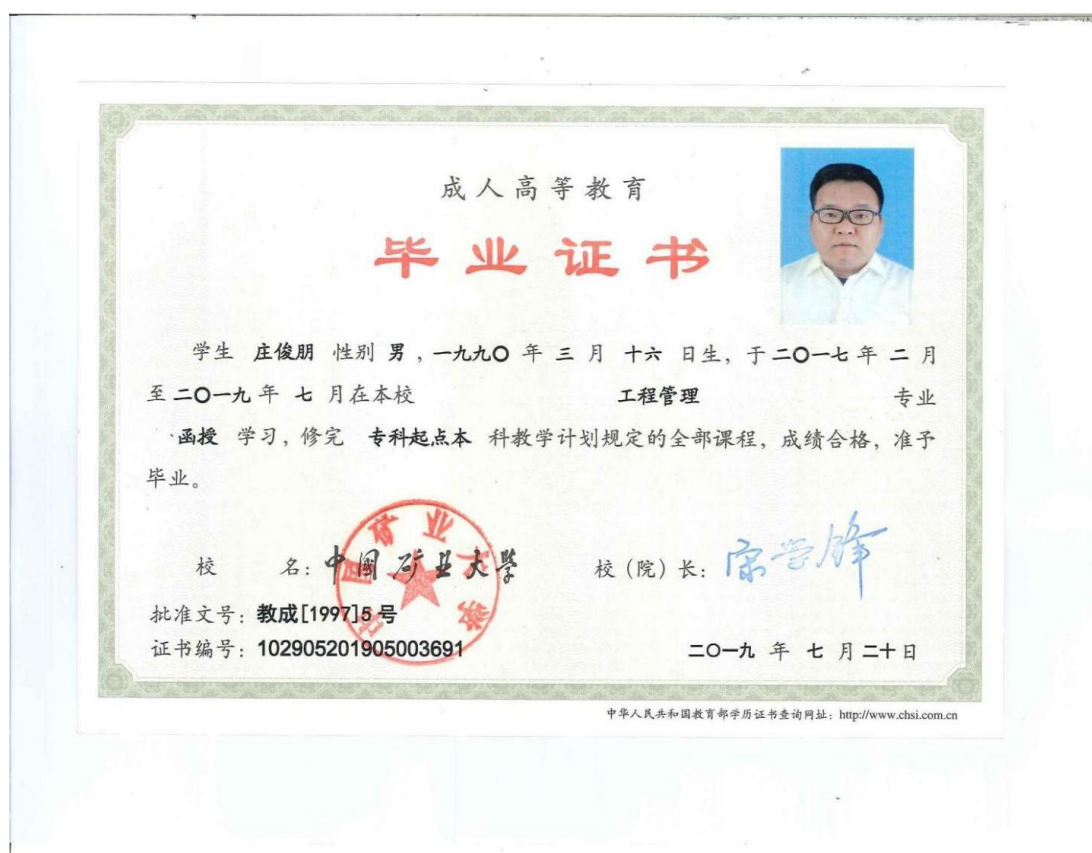 成人高等教育
毕业证书
学生 庄俊朋 性别 男，一九九〇 年 三 月 十六 日生，于二〇一七年 二 月
至二〇一九年 七 月在本校 工程管理 专业
函授 学习，修完 专科起点本 科教学计划规定的全部课程，成绩合格，准予
毕业。
校 名：中国矿业大学 校（院）长：
中国矿业大学
批准文号：教成[1997]5号
证书编号：102905201905003691 二〇一九 年 七 月 二十 日
中华人民共和国教育部学历证书查询网址：http://www.chsi.com.cn